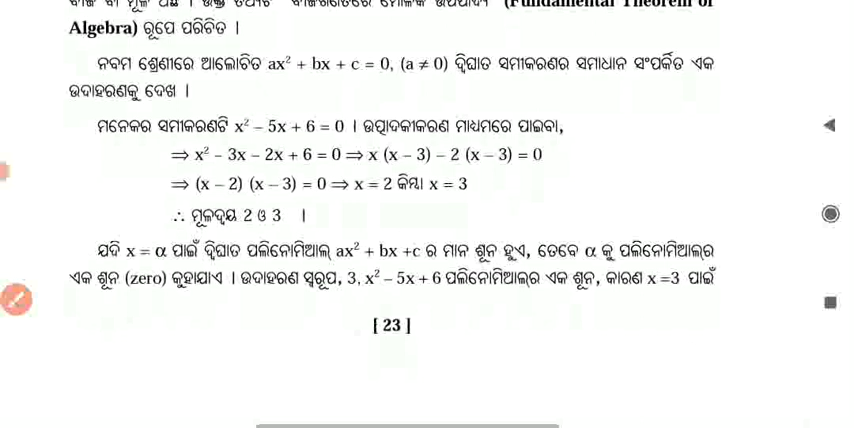 (Fundamental Theorem of
Algebra) ରୂପେ ପରିଚିତ ।
ନବମ ଶ୍ରେଣୀରେ ଆଲୋଚିତ ax² + bx + c = 0, (a ≠ 0) ଦ୍ୱିଘାତ ସମୀକରଣର ସମାଧାନ ସଂପର୍କିତ ଏକ
ଉଦାହରଣକୁ ଦେଖ ।
ମନେକର ସମୀକରଣଟି x² – 5x + 6 = 0 । ଉତ୍ପାଦକୀକରଣ ମାଧ୍ୟମରେ ପାଇବା,
⇒ x² – 3x – 2x + 6 = 0 ⇒ x (x – 3) – 2 (x – 3) = 0
⇒ (x – 2) (x – 3) = 0 ⇒ x = 2 କିମ୍ବା x = 3
∴ ମୂଳଦ୍ୱୟ 2 ଓ 3 ।
ଯଦି x = α ପାଇଁ ଦ୍ୱିଘାତ ପଲିନୋମିଆଲ୍ ax² + bx +c ର ମାନ ଶୂନ ହୁଏ, ତେବେ α କୁ ପଲିନୋମିଆଲ୍‌ର
ଏକ ଶୂନ (zero) କୁହାଯାଏ । ଉଦାହରଣ ସ୍ୱରୂପ, 3, x² – 5x + 6 ପଲିନୋମିଆଲ୍‌ର ଏକ ଶୂନ, କାରଣ x =3 ପାଇଁ
[ 23 ]